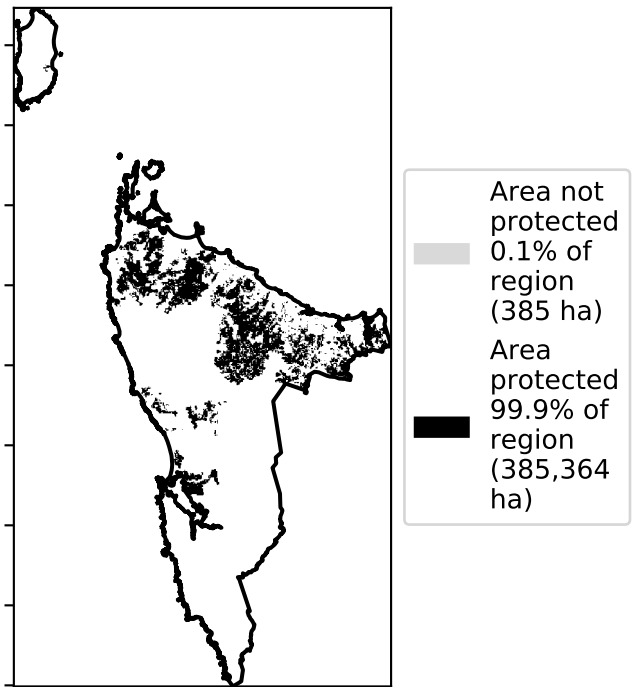 Area not
protected
0.1% of
region
(385 ha)
Area
protected
99.9% of
region
(385,364
ha)